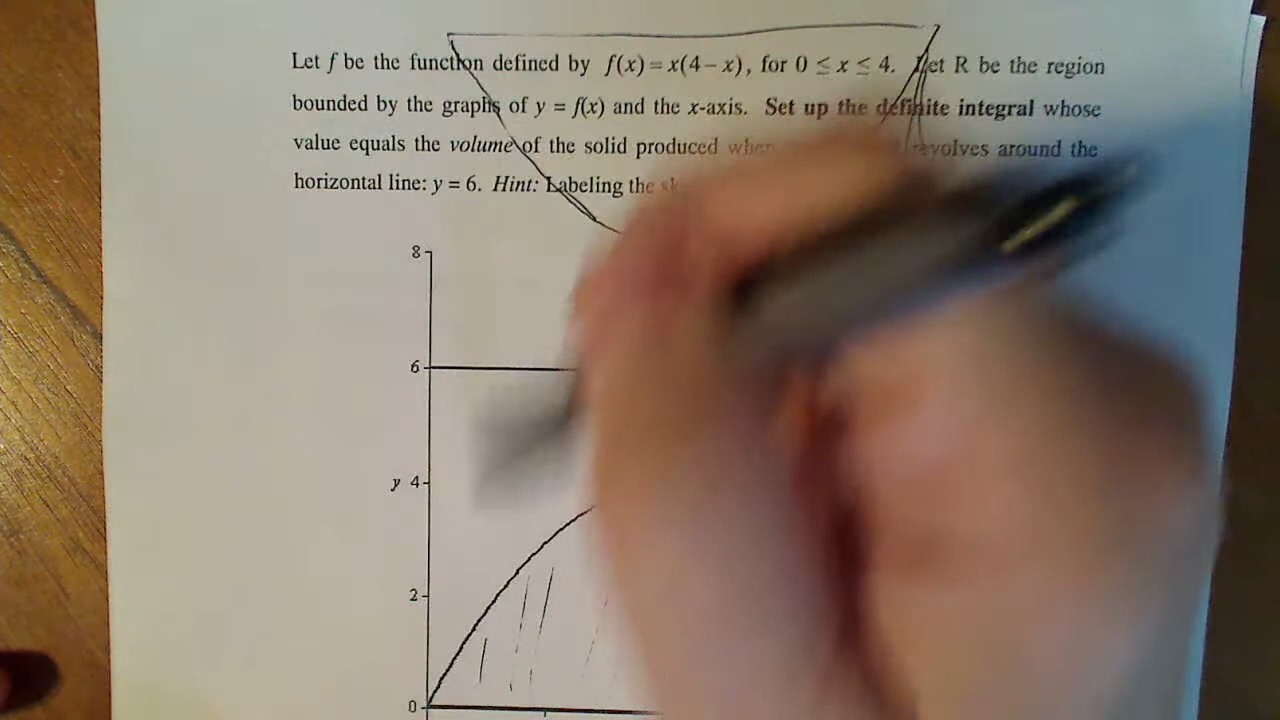 Let f be the function defined by f(x) = x(4 – x), for 0 ≤ x ≤ 4. Let R be the region
bounded by the graphs of y = f(x) and the x-axis. Set up the definite integral whose
value equals the volume of the solid produced when revolves around the
horizontal line: y = 6. Hint: Labeling the
8
6
y 4
2
0